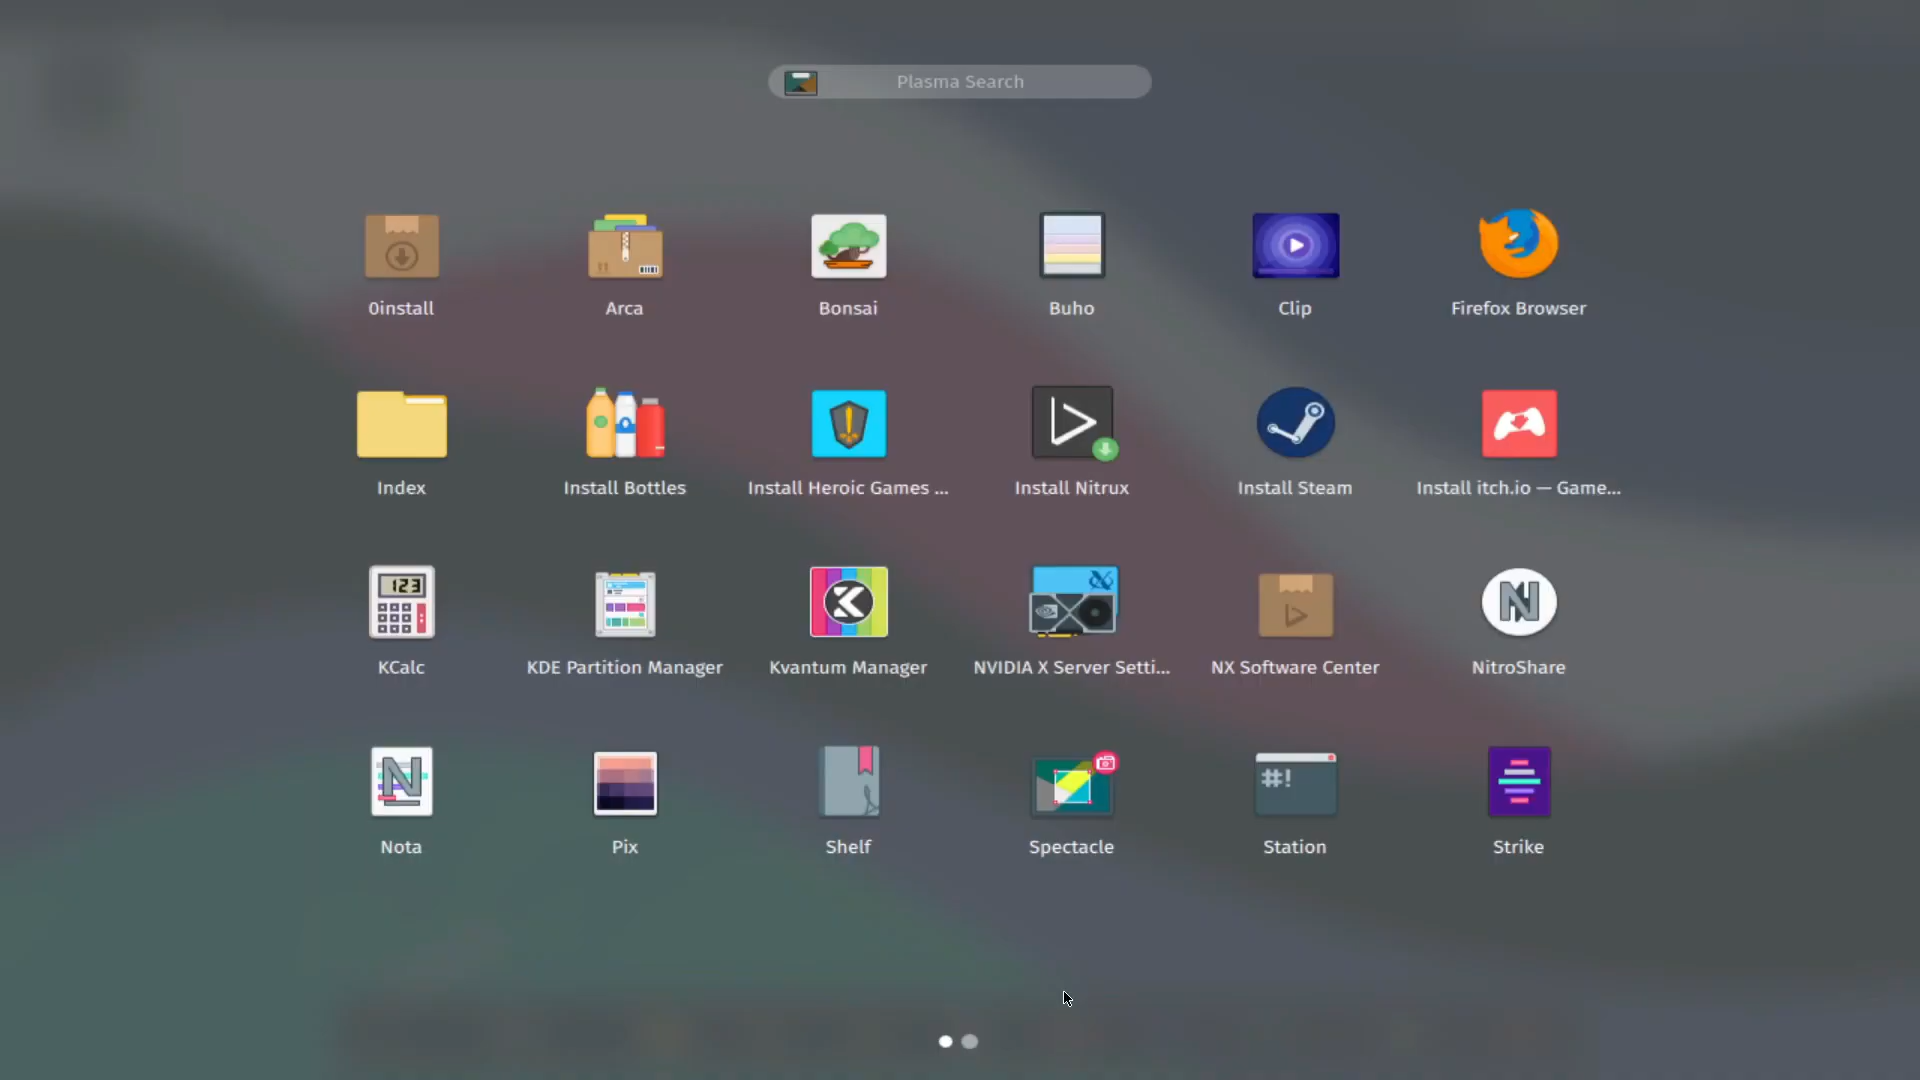 Plasma Search
0install
Arca
Bonsai
Buho
Clip
Firefox Browser
Index
Install Bottles
Install Heroic Games ...
Install Nitrux
Install Steam
Install itch.io — Game...
123
KCalc
KDE Partition Manager
Kvantum Manager
NVIDIA X Server Setti...
NX Software Center
NitroShare
Nota
Pix
Shelf
Spectacle
#!
Station
Strike